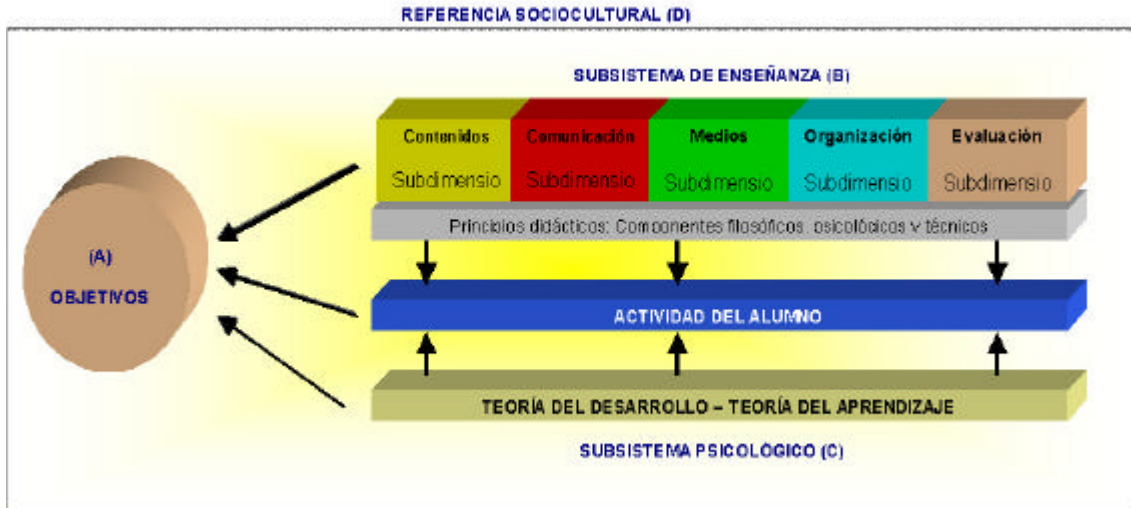 REFERENCIA SOCIOCULTURAL (D)
SUBSISTEMA DE ENSEÑANZA (B)
Contenidos Comunicación Medios Organización Evaluación
Subdimensio Subdimensio Subdimensio Subdimensio Subdimensio
Principios didácticos: Componentes filosóficos, psicológicos y técnicos
(A)
OBJETIVOS
ACTIVIDAD DEL ALUMNO
TEORÍA DEL DESARROLLO – TEORÍA DEL APRENDIZAJE
SUBSISTEMA PSICOLÓGICO (C)